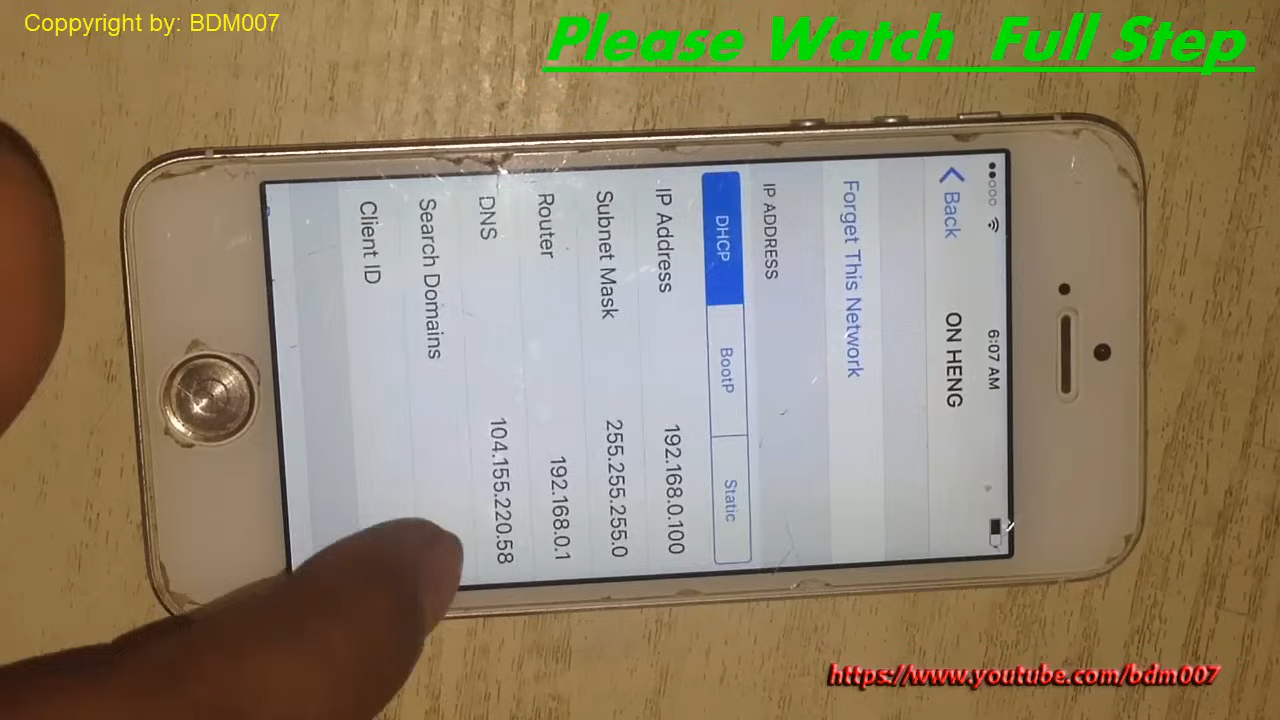 Coppyright by: BDM007
Please Watch Full Step
6:07 AM
Back
ON HENG
Forget This Network
IP ADDRESS
DHCP
BootP
Static
IP Address
192.168.0.100
Subnet Mask
255.255.255.0
Router
192.168.0.1
DNS
104.155.220.58
Search Domains
Client ID
https://www.youtube.com/bdm007